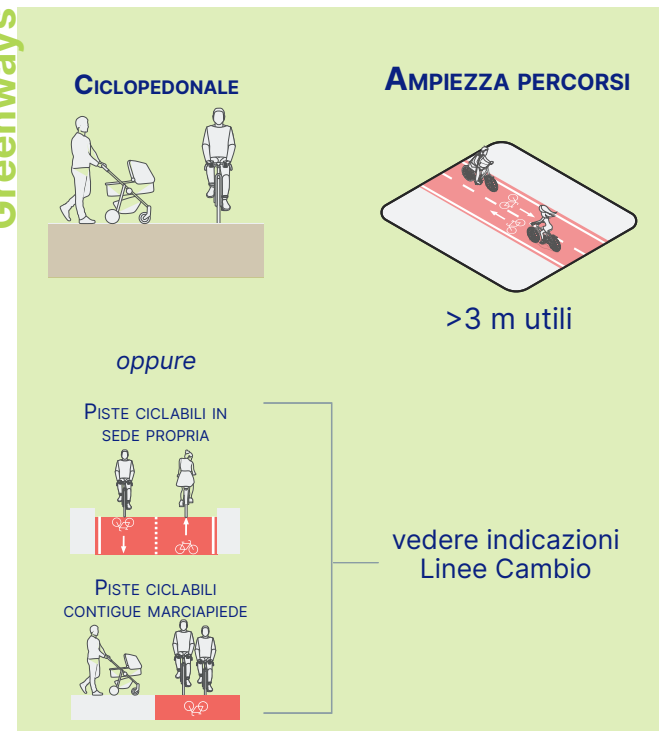 Greenways
CICLOPEDONALE
AMPIEZZA PERCORSI
>3 m utili
oppure
PISTE CICLABILI IN
SEDE PROPRIA
PISTE CICLABILI
CONTIGUE MARCIAPIEDE
vedere indicazioni
Linee Cambio